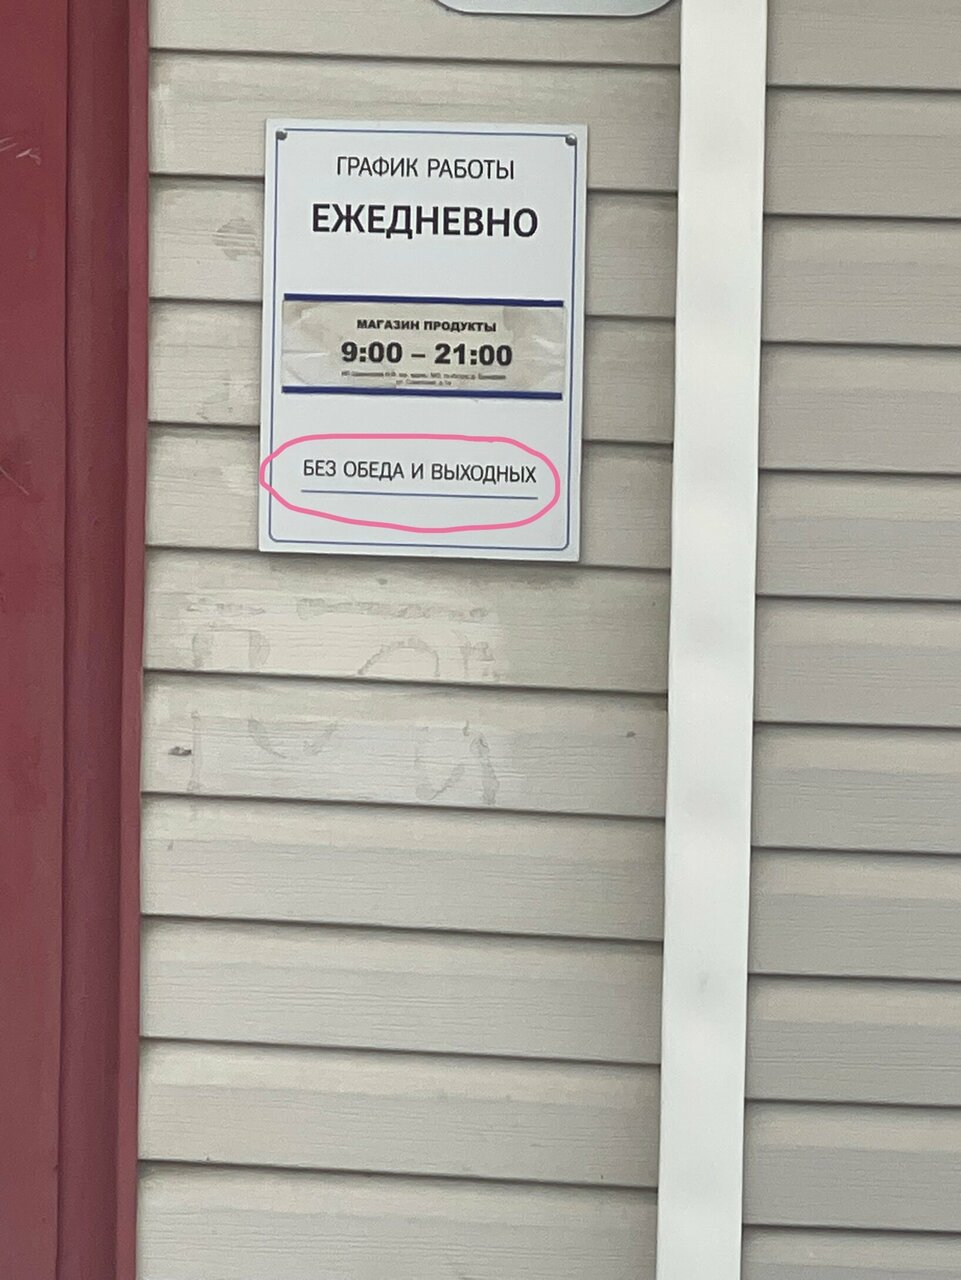 ГРАФИК РАБОТЫ
ЕЖЕДНЕВНО
МАГАЗИН ПРОДУКТЫ
9:00 – 21:00
БЕЗ ОБЕДА И ВЫХОДНЫХ